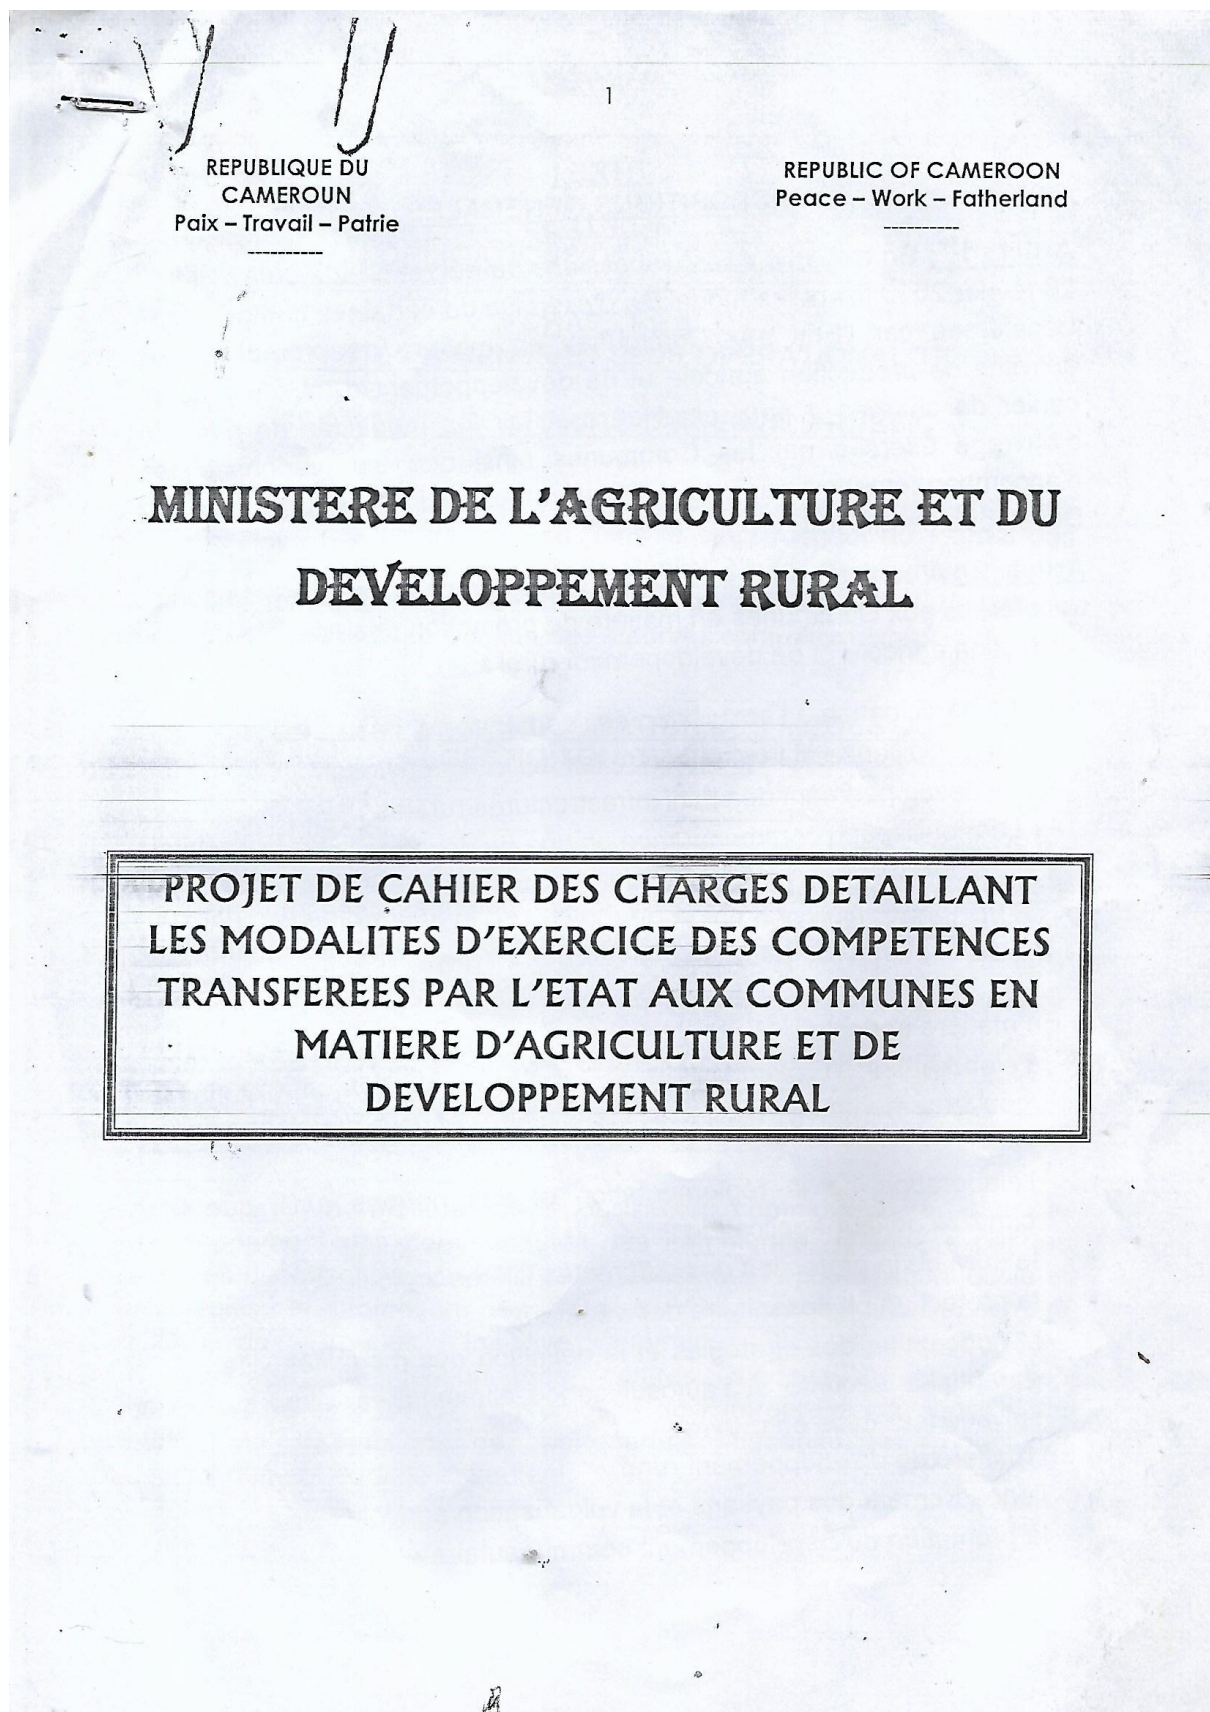 1
REPUBLIQUE DU
CAMEROUN
Paix – Travail – Patrie
----------
REPUBLIC OF CAMEROON
Peace – Work – Fatherland
----------
MINISTERE DE L'AGRICULTURE ET DU
DEVELOPPEMENT RURAL
PROJET DE CAHIER DES CHARGES DETAILLANT
LES MODALITES D'EXERCICE DES COMPETENCES
TRANSFEREES PAR L'ETAT AUX COMMUNES EN
MATIERE D'AGRICULTURE ET DE
DEVELOPPEMENT RURAL